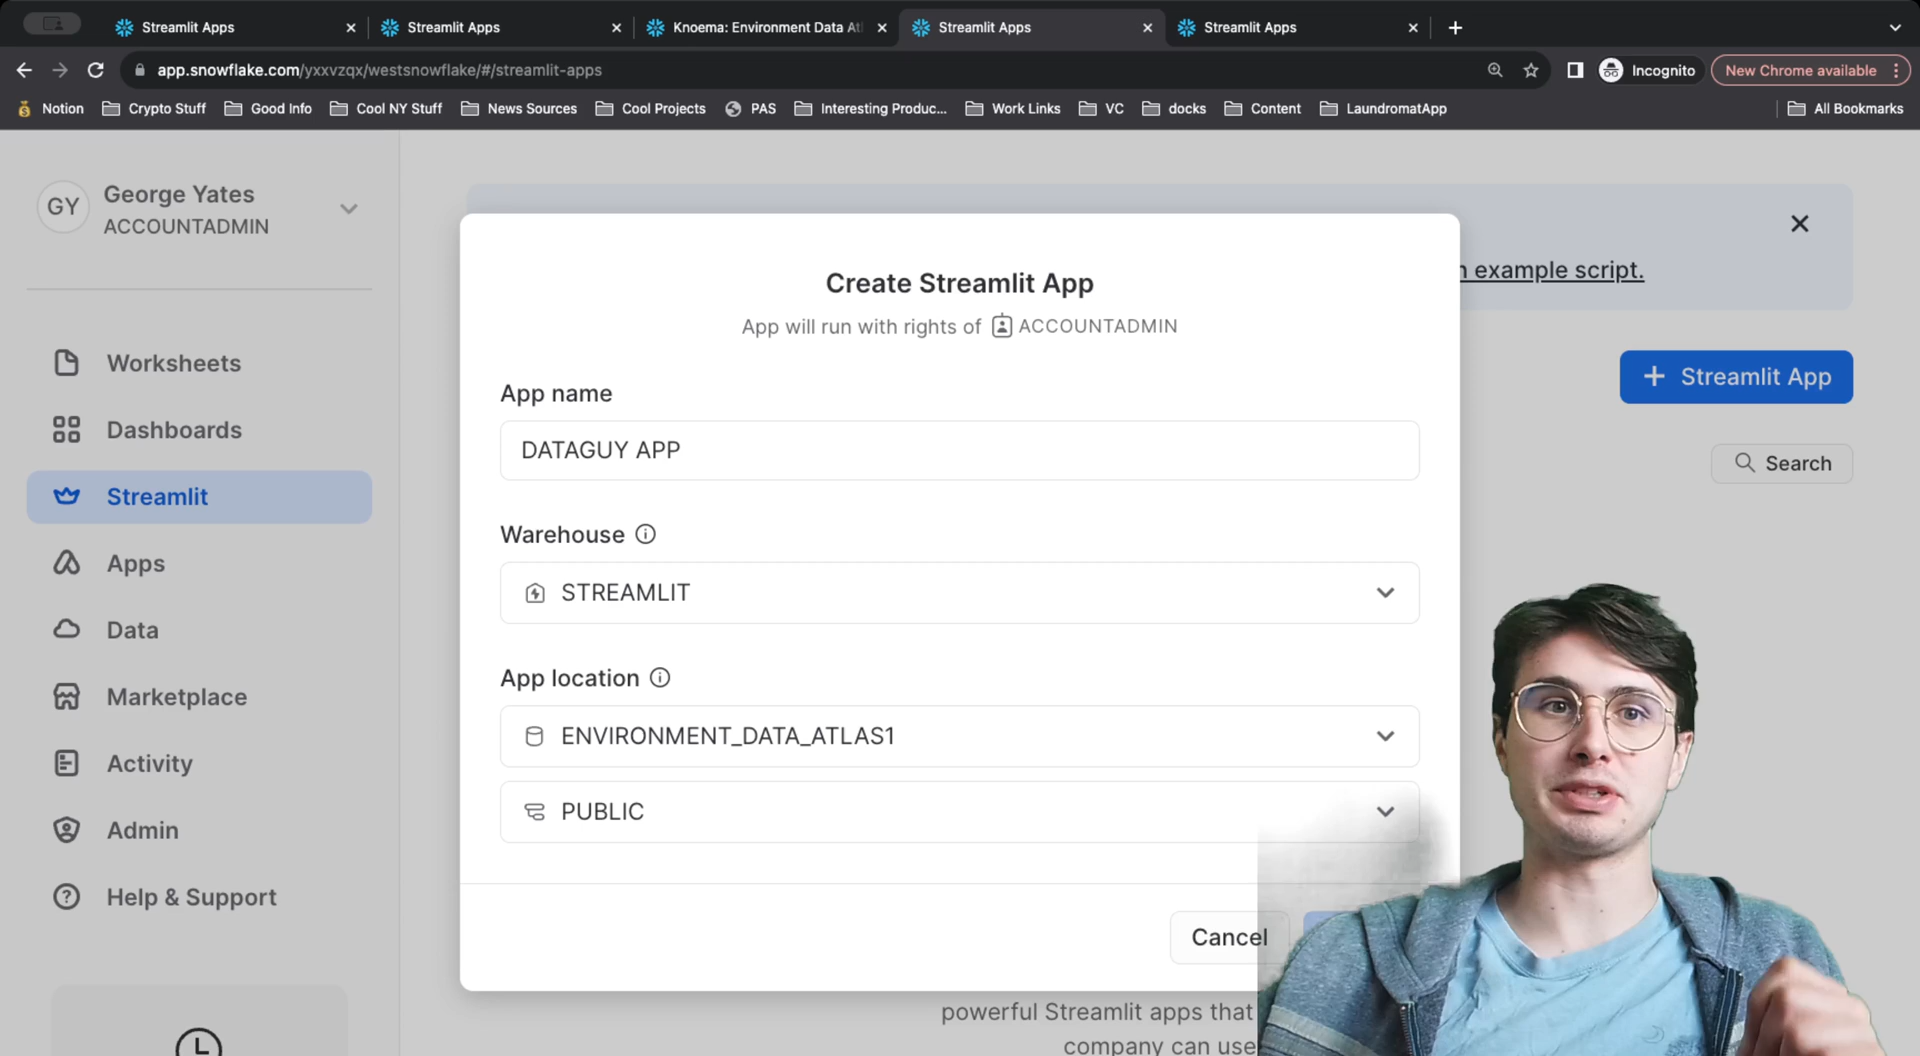 Streamlit Apps
Streamlit Apps
Knoema: Environment Data Atl
Streamlit Apps
Streamlit Apps
app.snowflake.com/yxxvzqx/westsnowflake/#/streamlit-apps
Incognito
New Chrome available
Notion
Crypto Stuff
Good Info
Cool NY Stuff
News Sources
Cool Projects
PAS
Interesting Produc...
Work Links
VC
docks
Content
LaundromatApp
All Bookmarks
GY
George Yates
ACCOUNTADMIN
Worksheets
Dashboards
Streamlit
Apps
Data
Marketplace
Activity
Admin
Help & Support
example script.
+ Streamlit App
Search
Create Streamlit App
App will run with rights of ACCOUNTADMIN
App name
DATAGUY APP
Warehouse
STREAMLIT
App location
ENVIRONMENT_DATA_ATLAS1
PUBLIC
Cancel
powerful Streamlit apps that
company can use